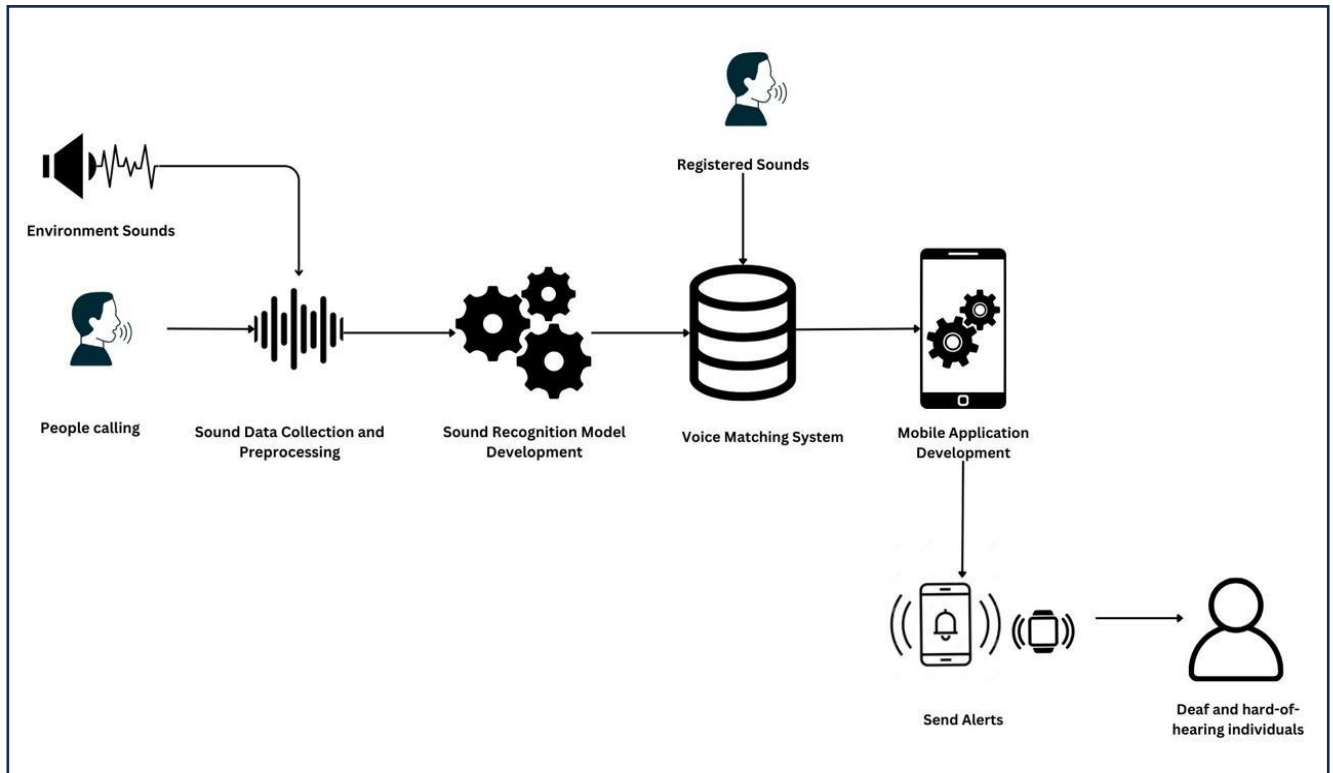 Registered Sounds
Environment Sounds
People calling
Sound Data Collection and
Preprocessing
Sound Recognition Model
Development
Voice Matching System
Mobile Application
Development
Send Alerts
Deaf and hard-of-
hearing individuals